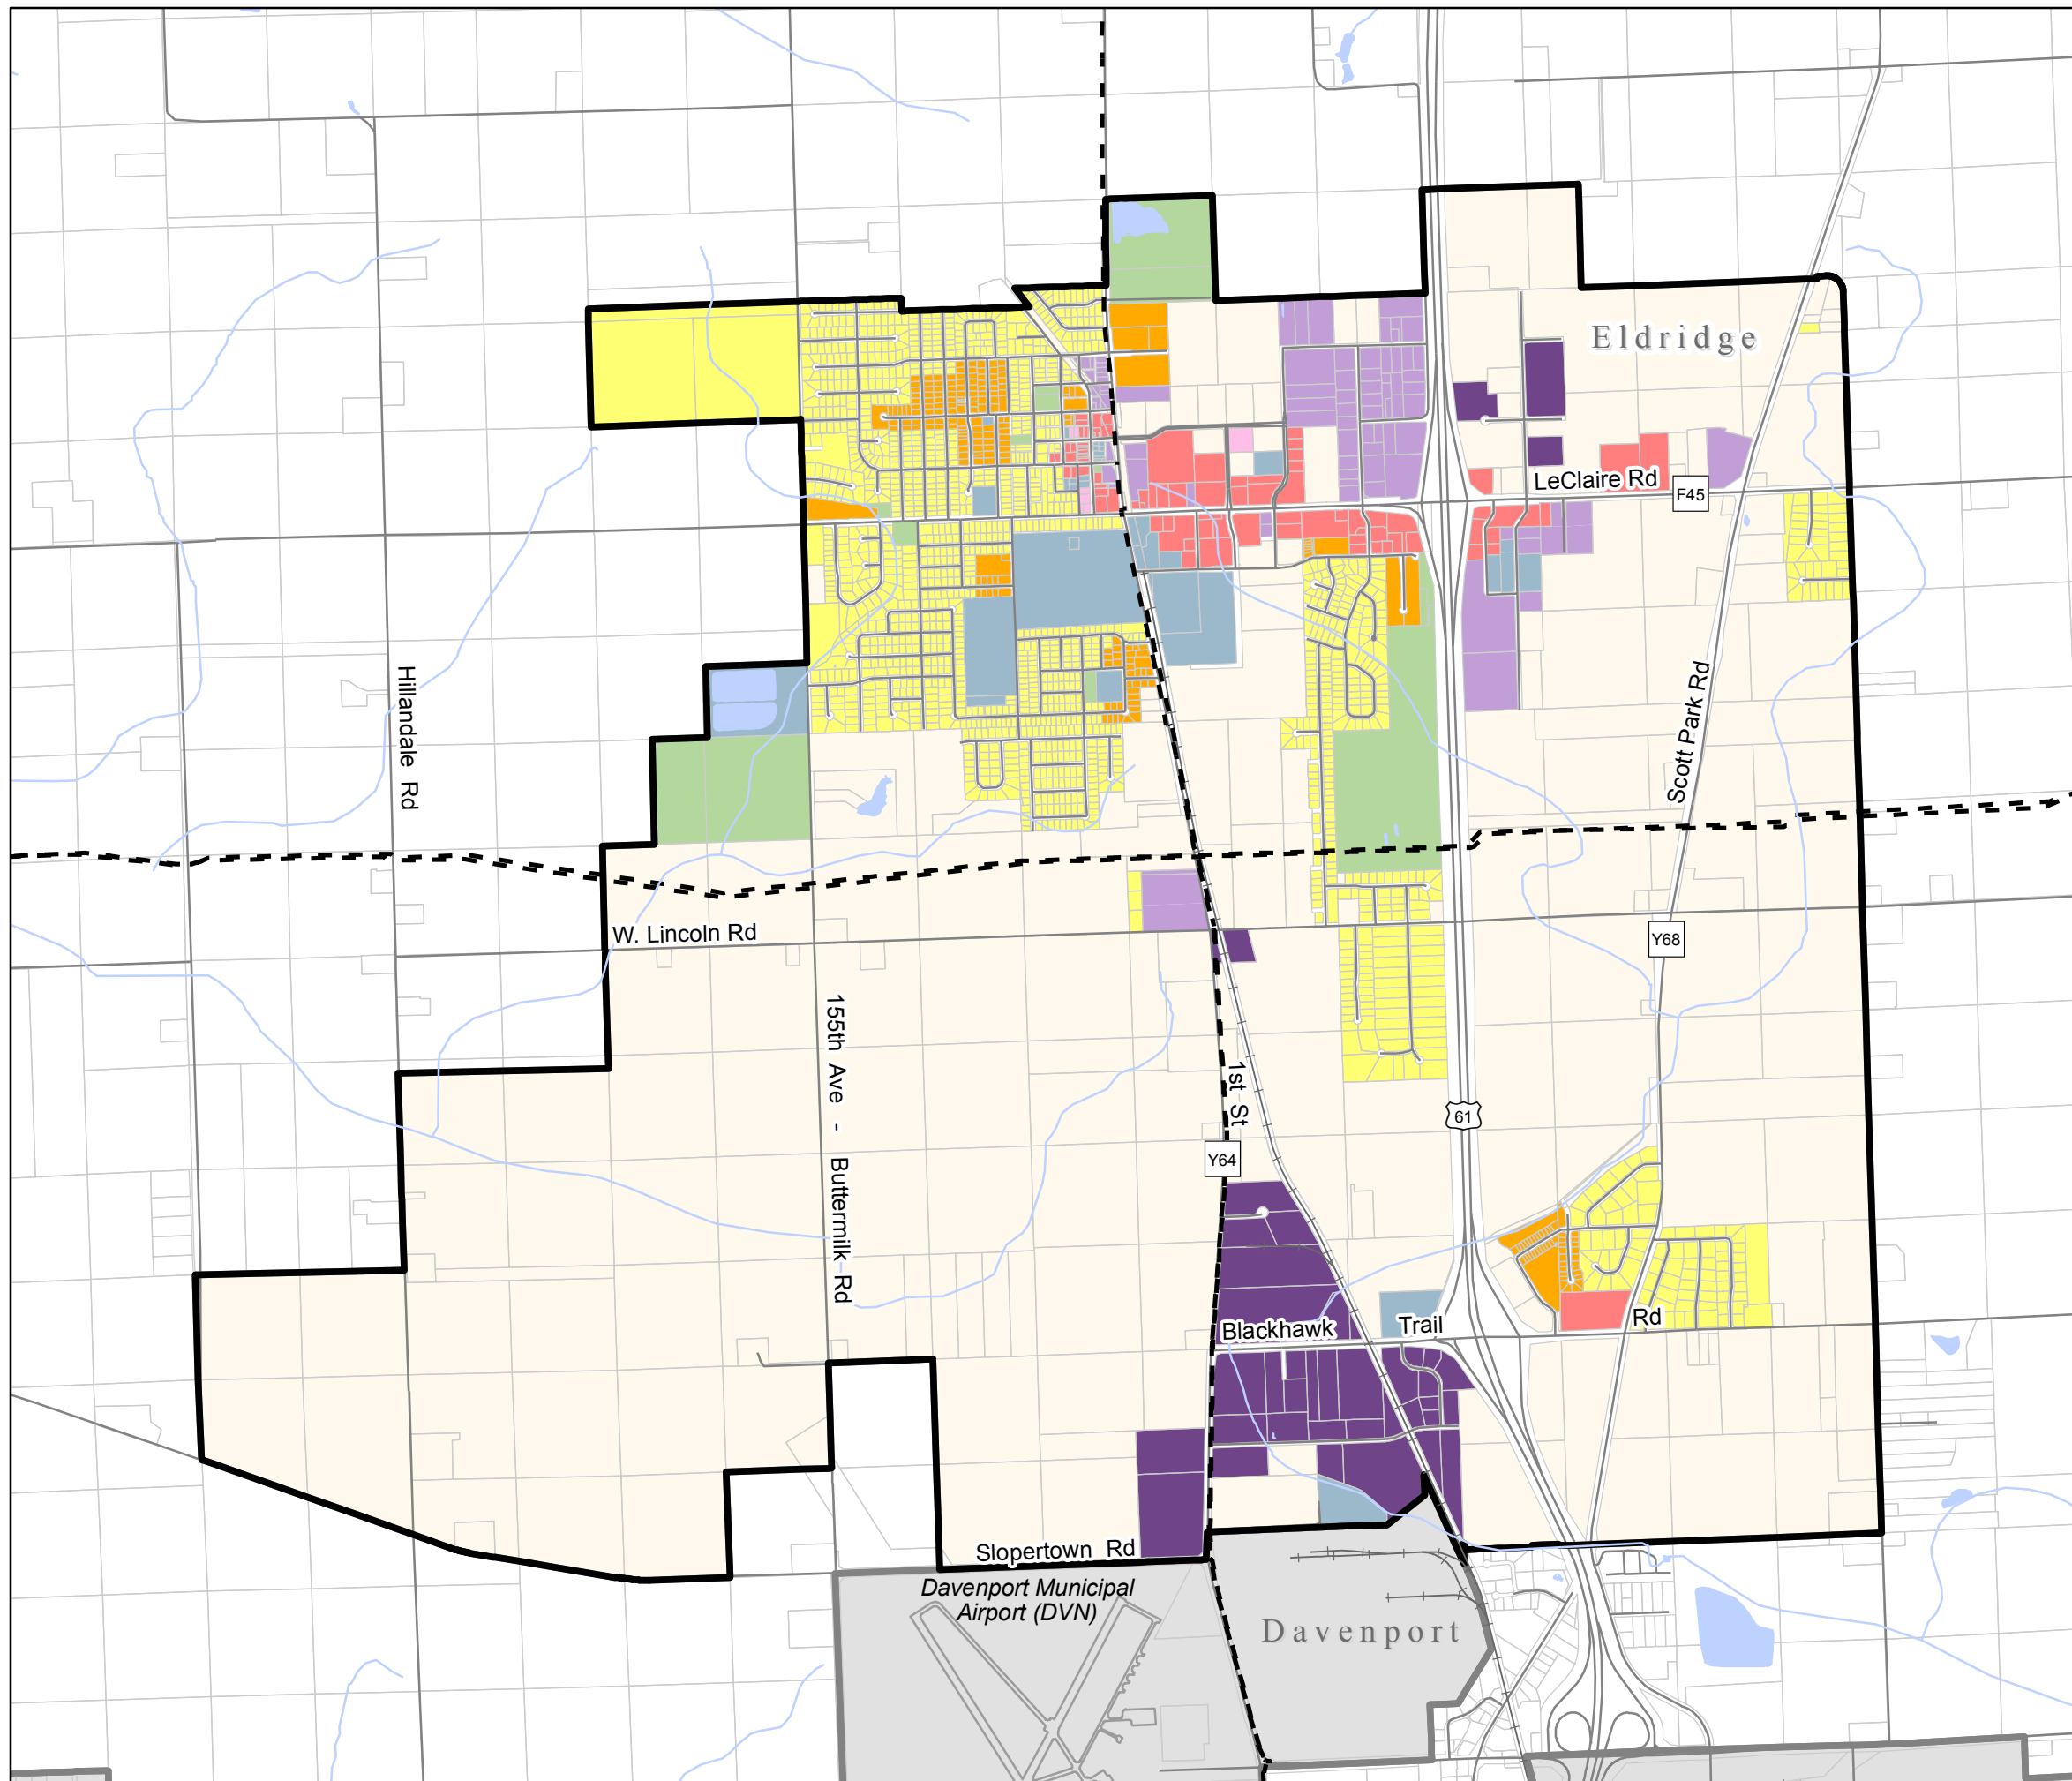 Eldridge
LeClaire Rd
F45
Hillandale Rd
Scott Park Rd
W. Lincoln Rd
Y68
155th Ave - Buttermilk Rd
1st St
61
Y64
Blackhawk Trail Rd
Slopertown Rd
Davenport Municipal
Airport (DVN)
Davenport